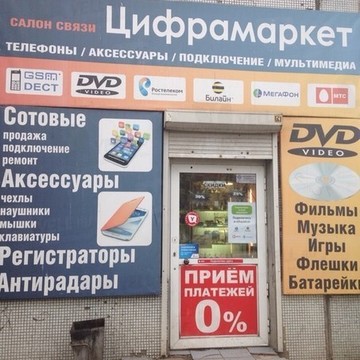 САЛОН СВЯЗИ Цифрамаркет
ТЕЛЕФОНЫ / АКСЕССУАРЫ / ПОДКЛЮЧЕНИЕ / МУЛЬТИМЕДИА
GSM DECT
DVD VIDEO
Ростелеком
Билайн
МЕГАФОН
МТС
Сотовые
продажа
подключение
ремонт
Аксессуары
чехлы
наушники
мышки
клавиатуры
Регистраторы
Антирадары
СКИДКИ
ПРИЁМ
ПЛАТЕЖЕЙ
0%
DVD
VIDEO
Фильмы
Музыка
Игры
Флешки
Батарейки